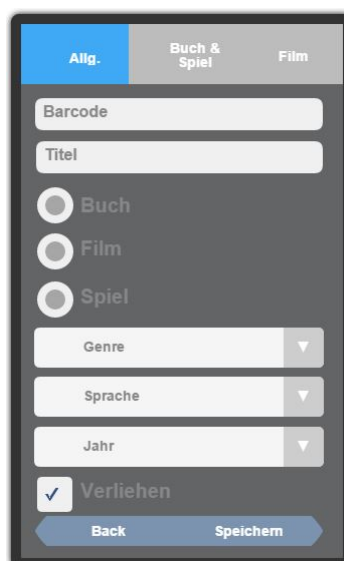 Allg.
Buch &
Spiel
Film
Barcode
Titel
Buch
Film
Spiel
Genre
Sprache
Jahr
Verliehen
Back
Speichern